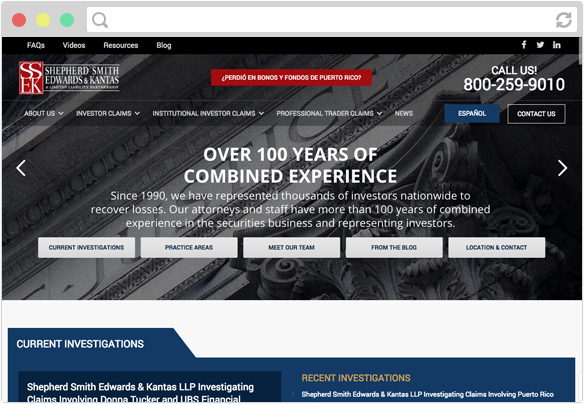 FAQs Videos Resources Blog
SS
EK
SHEPHERD SMITH
EDWARDS & KANTAS
A LIMITED LIABILITY PARTNERSHIP
¿PERDIÓ EN BONOS Y FONDOS DE PUERTO RICO?
CALL US!
800-259-9010
ABOUT US INVESTOR CLAIMS INSTITUTIONAL INVESTOR CLAIMS PROFESSIONAL TRADER CLAIMS NEWS ESPAÑOL CONTACT US
OVER 100 YEARS OF
COMBINED EXPERIENCE
Since 1990, we have represented thousands of investors nationwide to
recover losses. Our attorneys and staff have more than 100 years of combined
experience in the securities business and representing investors.
CURRENT INVESTIGATIONS PRACTICE AREAS MEET OUR TEAM FROM THE BLOG LOCATION & CONTACT
CURRENT INVESTIGATIONS
Shepherd Smith Edwards & Kantas LLP Investigating
Claims Involving Donna Tucker and UBS Financial
RECENT INVESTIGATIONS
Shepherd Smith Edwards & Kantas LLP Investigating Claims Involving Puerto Rico